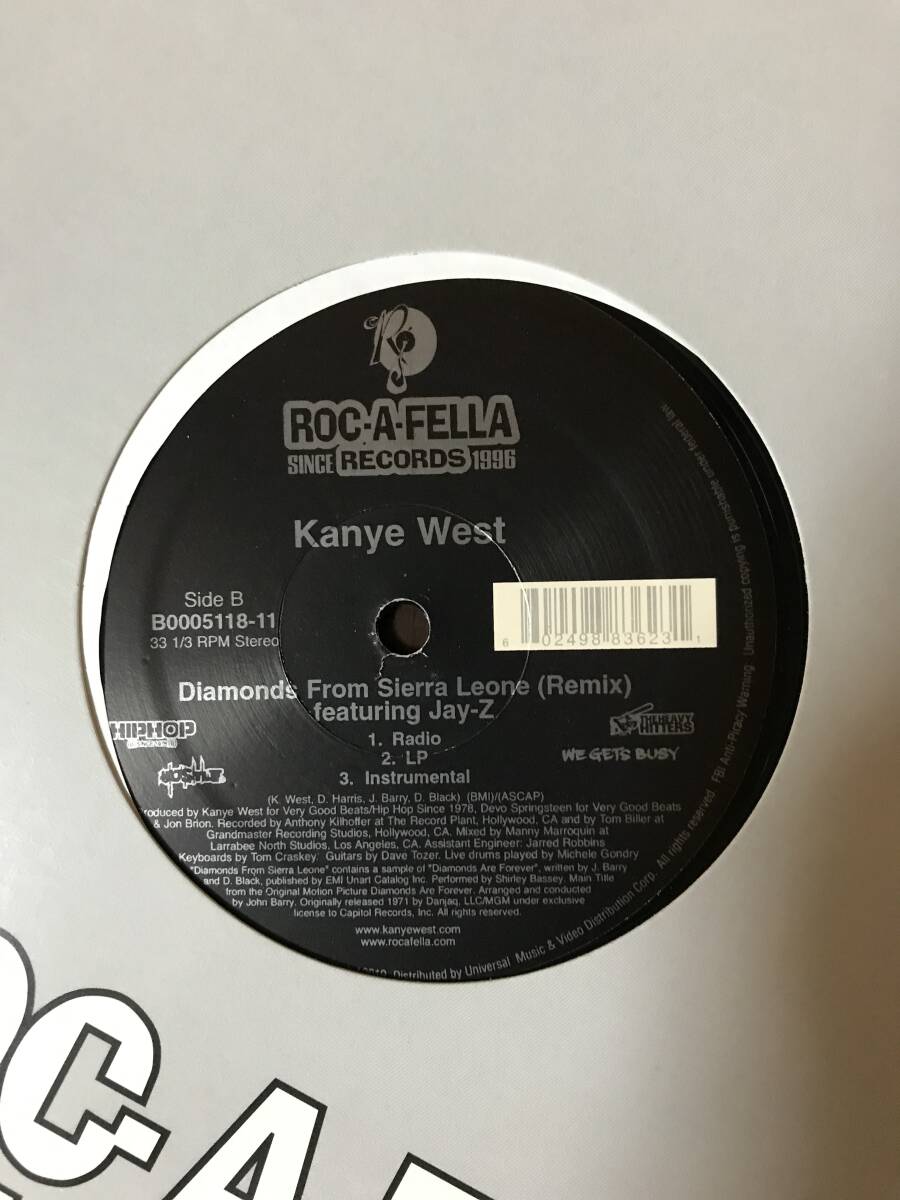 ROC-A-FELLA
SINCE RECORDS 1996
Kanye West
Side B
B0005118-11
33 1/3 RPM Stereo
6 02498 83623 1
Diamonds From Sierra Leone (Remix)
featuring Jay-Z
1. Radio
2. LP
3. Instrumental
HIPHOP
THE HEAVY
HITTERS
WE GETS BUSY
(K. West, D. Harris, J. Barry, D. Black) (BMI)/(ASCAP)
roduced by Kanye West for Very Good Beats/Hip Hop Since 1978, Devo Springsteen for Very Good Beats
& Jon Brion. Recorded by Anthony Kilhoffer at The Record Plant, Hollywood, CA and by Tom Biller at
Grandmaster Recording Studios, Hollywood, CA. Mixed by Manny Marroquin at
Larrabee North Studios, Los Angeles, CA. Assistant Engineer: Jarred Robbins
Keyboards by Tom Craskey. Guitars by Dave Tozer. Live drums played by Michele Gondry
"Diamonds From Sierra Leone" contains a sample of "Diamonds Are Forever", written by J. Barry
and D. Black, published by EMI Unart Catalog Inc. Performed by Shirley Bassey. Main Title
from the Original Motion Picture Diamonds Are Forever. Arranged and conducted
by John Barry. Originally released 1971 by Danjaq, LLC/MGM under exclusive
license to Capitol Records, Inc. All rights reserved.
www.kanyewest.com
www.rocafella.com
Distributed by Universal Music & Video Distribution Corp. All rights reserved. FBI Anti-Piracy Warning Unauthorized copying is punishable under federal law.
OC-A-F